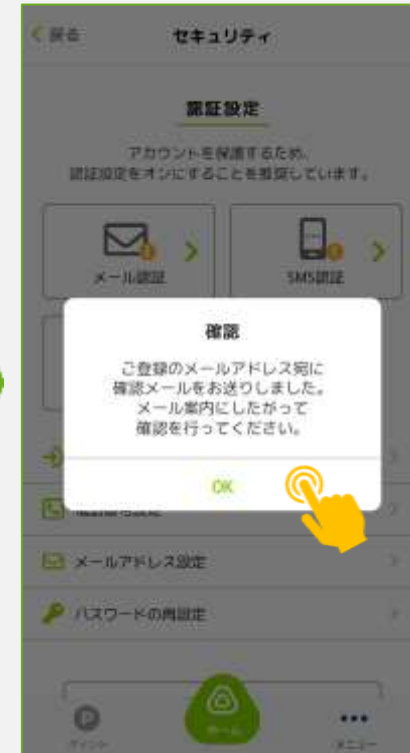 戻る
セキュリティ
認証設定
アカウントを保護するため、
認証設定をオンにすることを推奨しています。
メール認証
SMS認証
確認
ご登録のメールアドレス宛に
確認メールをお送りしました。
メール案内にしたがって
確認を行ってください。
OK
メールアドレス設定
パスワードの再設定
P
ホーム
メニュー